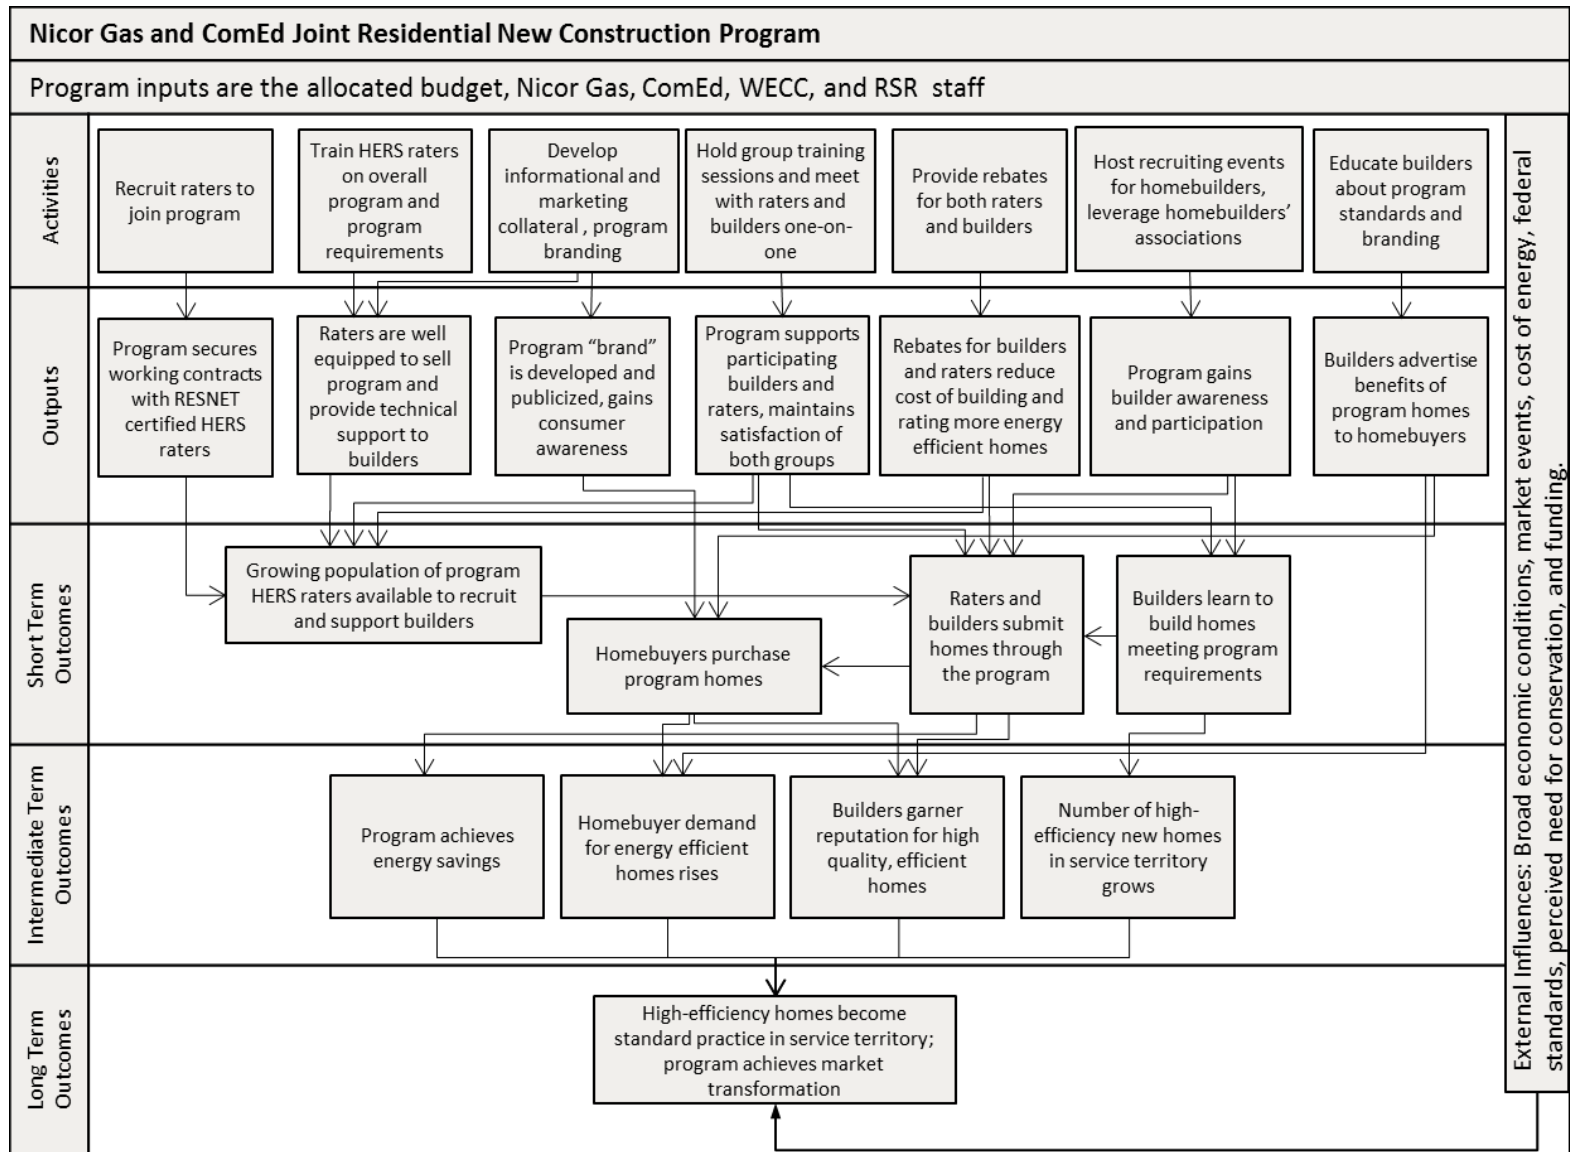 Nicor Gas and ComEd Joint Residential New Construction Program
Program inputs are the allocated budget, Nicor Gas, ComEd, WECC, and RSR staff
Activities
Recruit raters to
join program
Train HERS raters
on overall
program and
program
requirements
Develop
informational and
marketing
collateral , program
branding
Hold group training
sessions and meet
with raters and
builders one-on-
one
Provide rebates
for both raters
and builders
Host recruiting events
for homebuilders,
leverage homebuilders’
associations
Educate builders
about program
standards and
branding
Outputs
Program secures
working contracts
with RESNET
certified HERS
raters
Raters are well
equipped to sell
program and
provide technical
support to
builders
Program “brand”
is developed and
publicized, gains
consumer
awareness
Program supports
participating
builders and
raters, maintains
satisfaction of
both groups
Rebates for builders
and raters reduce
cost of building and
rating more energy
efficient homes
Program gains
builder awareness
and participation
Builders advertise
benefits of
program homes
to homebuyers
Short Term
Outcomes
Growing population of program
HERS raters available to recruit
and support builders
Homebuyers purchase
program homes
Raters and
builders submit
homes through
the program
Builders learn to
build homes
meeting program
requirements
Intermediate Term
Outcomes
Program achieves
energy savings
Homebuyer demand
for energy efficient
homes rises
Builders garner
reputation for high
quality, efficient
homes
Number of high-
efficiency new homes
in service territory
grows
Long Term
Outcomes
High-efficiency homes become
standard practice in service territory;
program achieves market
transformation
External Influences: Broad economic conditions, market events, cost of energy, federal
standards, perceived need for conservation, and funding.